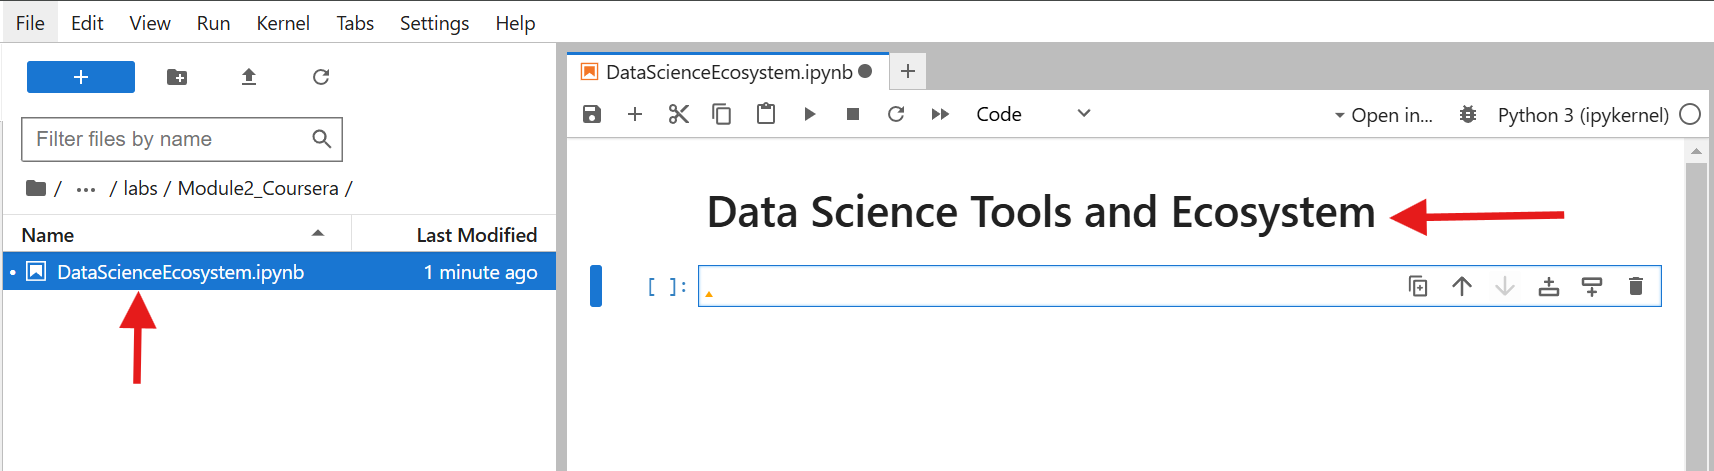 File Edit View Run Kernel Tabs Settings Help
+
Filter files by name
/ ... / labs / Module2_Coursera /
Name Last Modified
DataScienceEcosystem.ipynb 1 minute ago
DataScienceEcosystem.ipynb
Code Open in... Python 3 (ipykernel)
Data Science Tools and Ecosystem
[ ]: